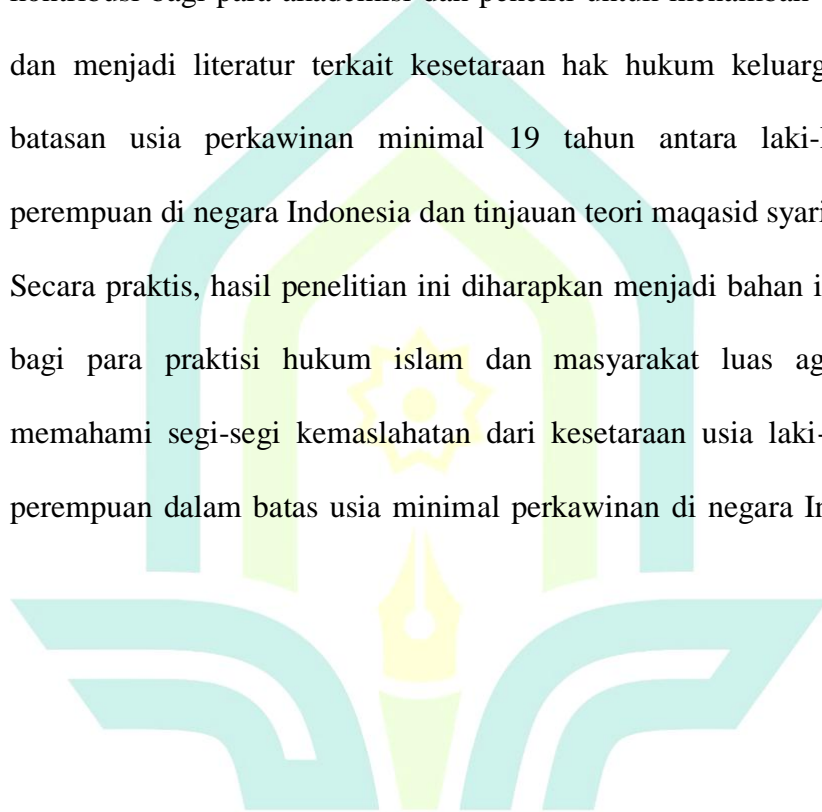 kontribusi bagi para akademisi dan peneliti untuk menambah
dan menjadi literatur terkait kesetaraan hak hukum keluarg
batasan usia perkawinan minimal 19 tahun antara laki-
perempuan di negara Indonesia dan tinjauan teori maqasid syari
Secara praktis, hasil penelitian ini diharapkan menjadi bahan i
bagi para praktisi hukum islam dan masyarakat luas ag
memahami segi-segi kemaslahatan dari kesetaraan usia laki-
perempuan dalam batas usia minimal perkawinan di negara In